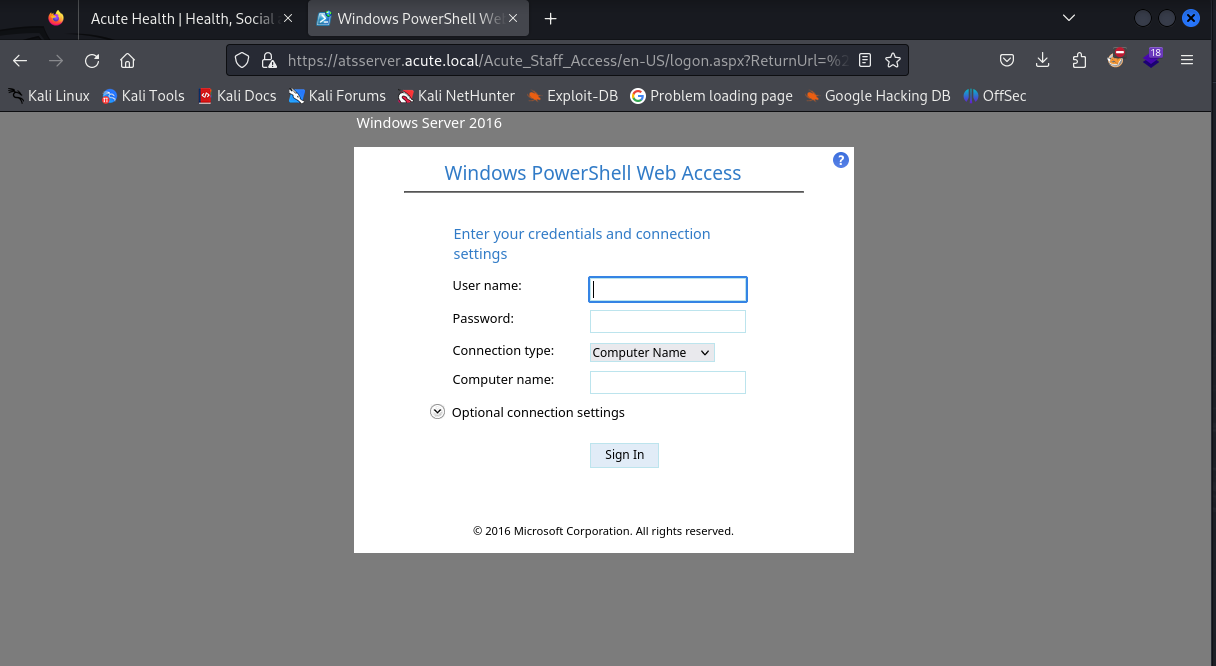 Acute Health | Health, Social
Windows PowerShell We
https://atsserver.acute.local/Acute_Staff_Access/en-US/logon.aspx?ReturnUrl=%2
18
Kali Linux Kali Tools Kali Docs Kali Forums Kali NetHunter Exploit-DB Problem loading page Google Hacking DB OffSec
Windows Server 2016
?
Windows PowerShell Web Access
Enter your credentials and connection
settings
User name:
Password:
Connection type: Computer Name
Computer name:
Optional connection settings
Sign In
© 2016 Microsoft Corporation. All rights reserved.